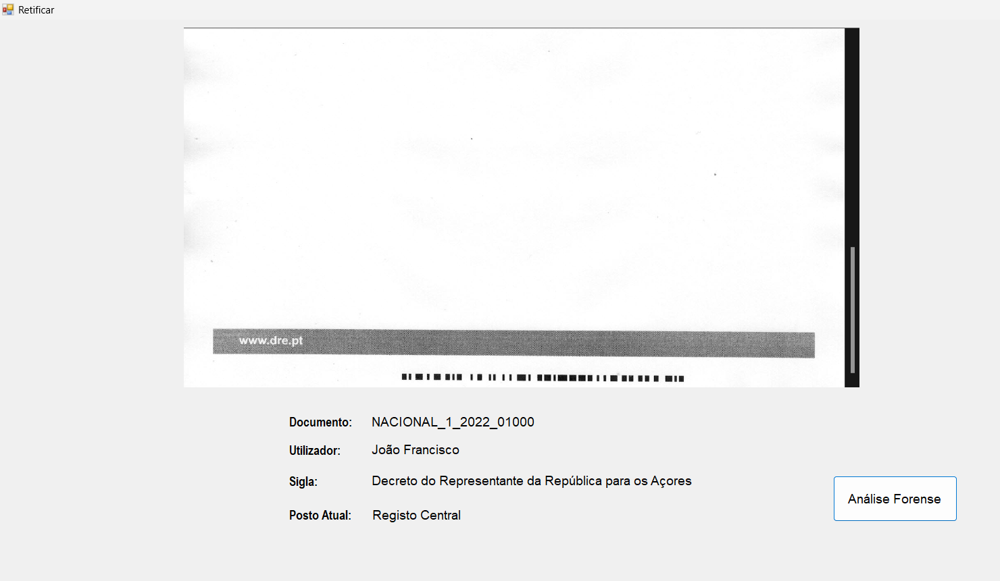 Retificar
www.dre.pt
Documento: NACIONAL_1_2022_01000
Utilizador: João Francisco
Sigla: Decreto do Representante da República para os Açores
Análise Forense
Posto Atual: Registo Central